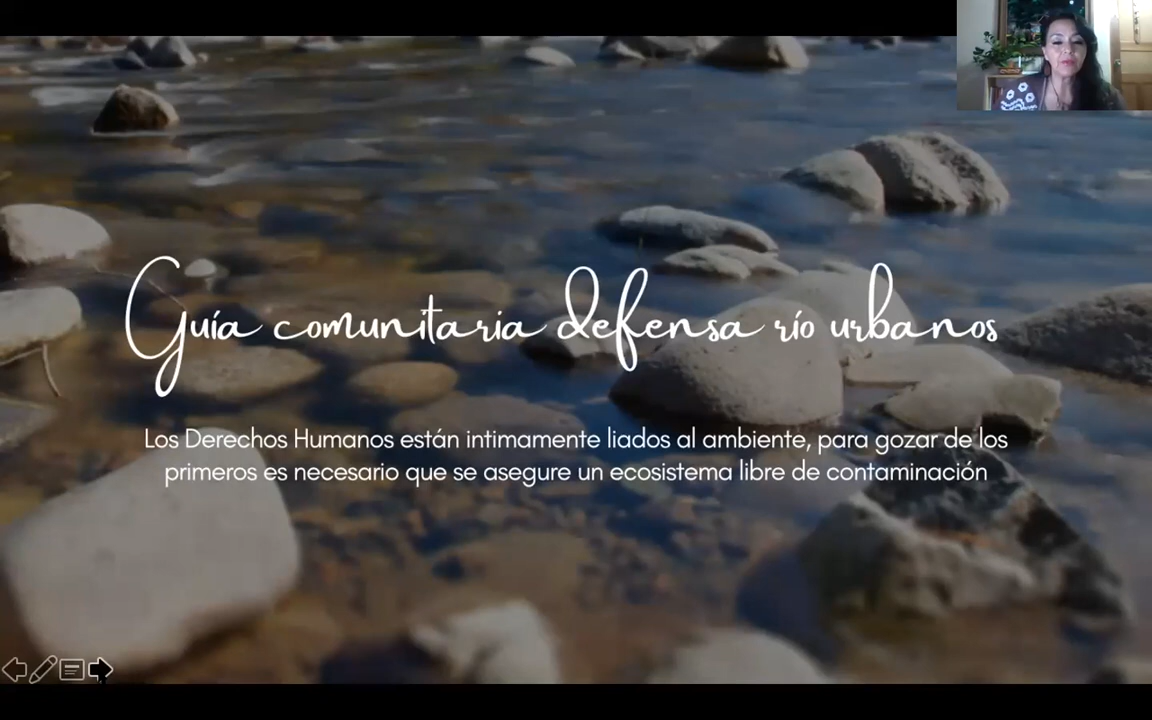 Guía comunitaria defensa río urbanos
Los Derechos Humanos están intimamente liados al ambiente, para gozar de los
primeros es necesario que se asegure un ecosistema libre de contaminación